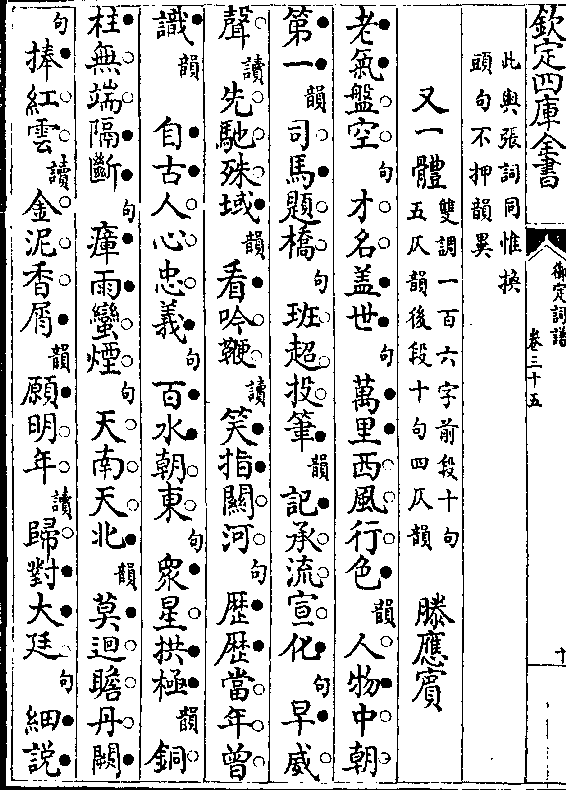 欽定四庫全書
御定詞譜
卷三十五
十
此與張詞同惟換
頭句不押韻異
又一體
雙調一百六字前段十句
五仄韻後段十句四仄韻
滕應賓
老氣盤空句才名蓋世句萬里西風行色韻人物中朝
第一韻司馬題橋句班超投筆韻記承流宣化句早威
聲讀先馳殊域韻看吟鞭讀笑指關河句歴歴當年曾
識韻 自古人心忠義句百水朝東句衆星拱極韻銅
柱無端隔斷句瘴雨蠻煙句天南天北韻莫迴瞻丹闕
句捧紅雲讀金泥香屑韻願明年讀歸對大廷句細説